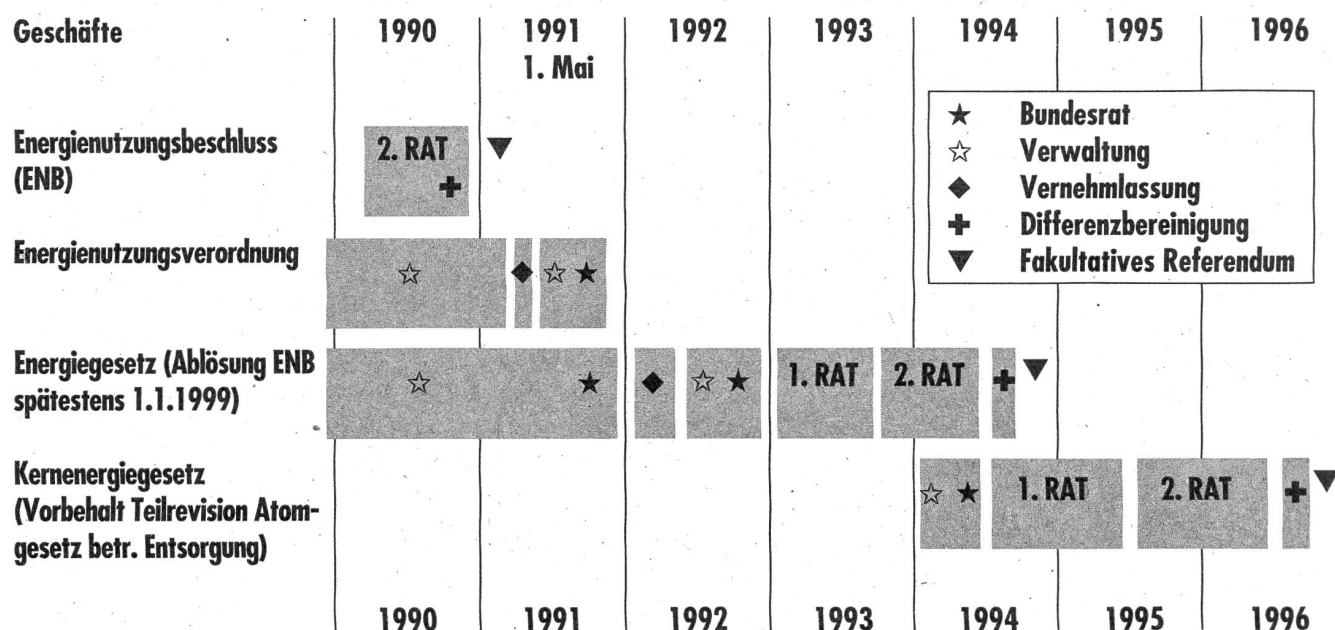 Geschäfte 1990 1991 1992 1993 1994 1995 1996
1. Mai
Bundesrat
Verwaltung
Vernehmlassung
Differenzbereinigung
Fakultatives Referendum
Energienutzungsbeschluss
(ENB)
2. RAT
Energienutzungsverordnung
Energiegesetz (Ablösung ENB
spätestens 1.1.1999)
1. RAT 2. RAT
Kernenergiegesetz
(Vorbehalt Teilrevision Atom-
gesetz betr. Entsorgung)
1. RAT 2. RAT
1990 1991 1992 1993 1994 1995 1996